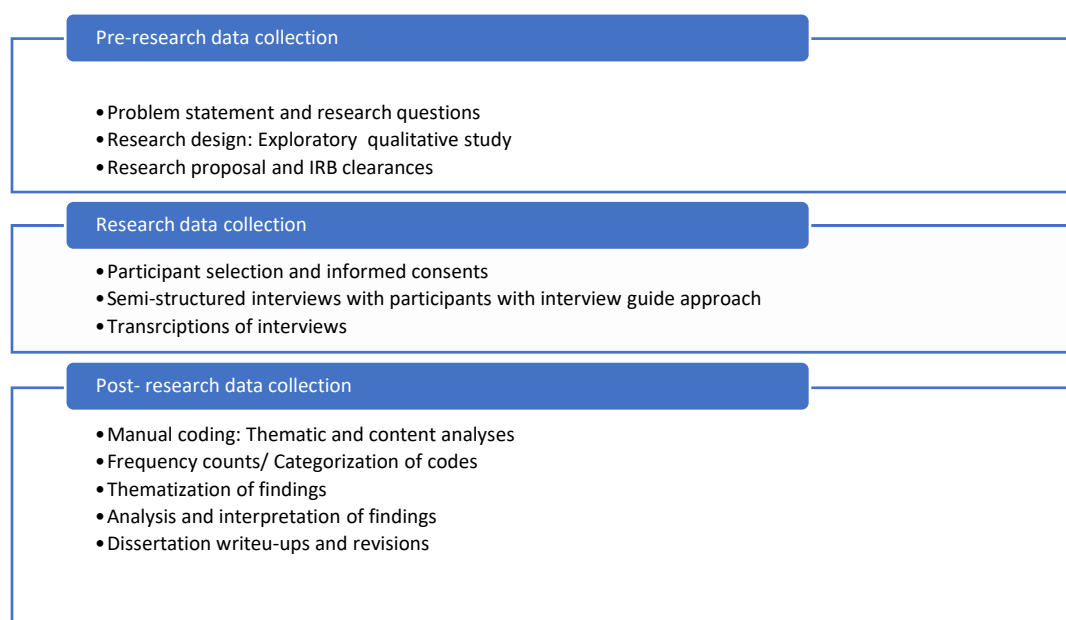 Pre-research data collection
•Problem statement and research questions
•Research design: Exploratory qualitative study
•Research proposal and IRB clearances
Research data collection
•Participant selection and informed consents
•Semi-structured interviews with participants with interview guide approach
•Transrciptions of interviews
Post- research data collection
•Manual coding: Thematic and content analyses
•Frequency counts/ Categorization of codes
•Thematization of findings
•Analysis and interpretation of findings
•Dissertation writeu-ups and revisions